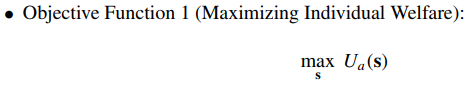 • Objective Function 1 (Maximizing Individual Welfare):
max U_a(s)
s